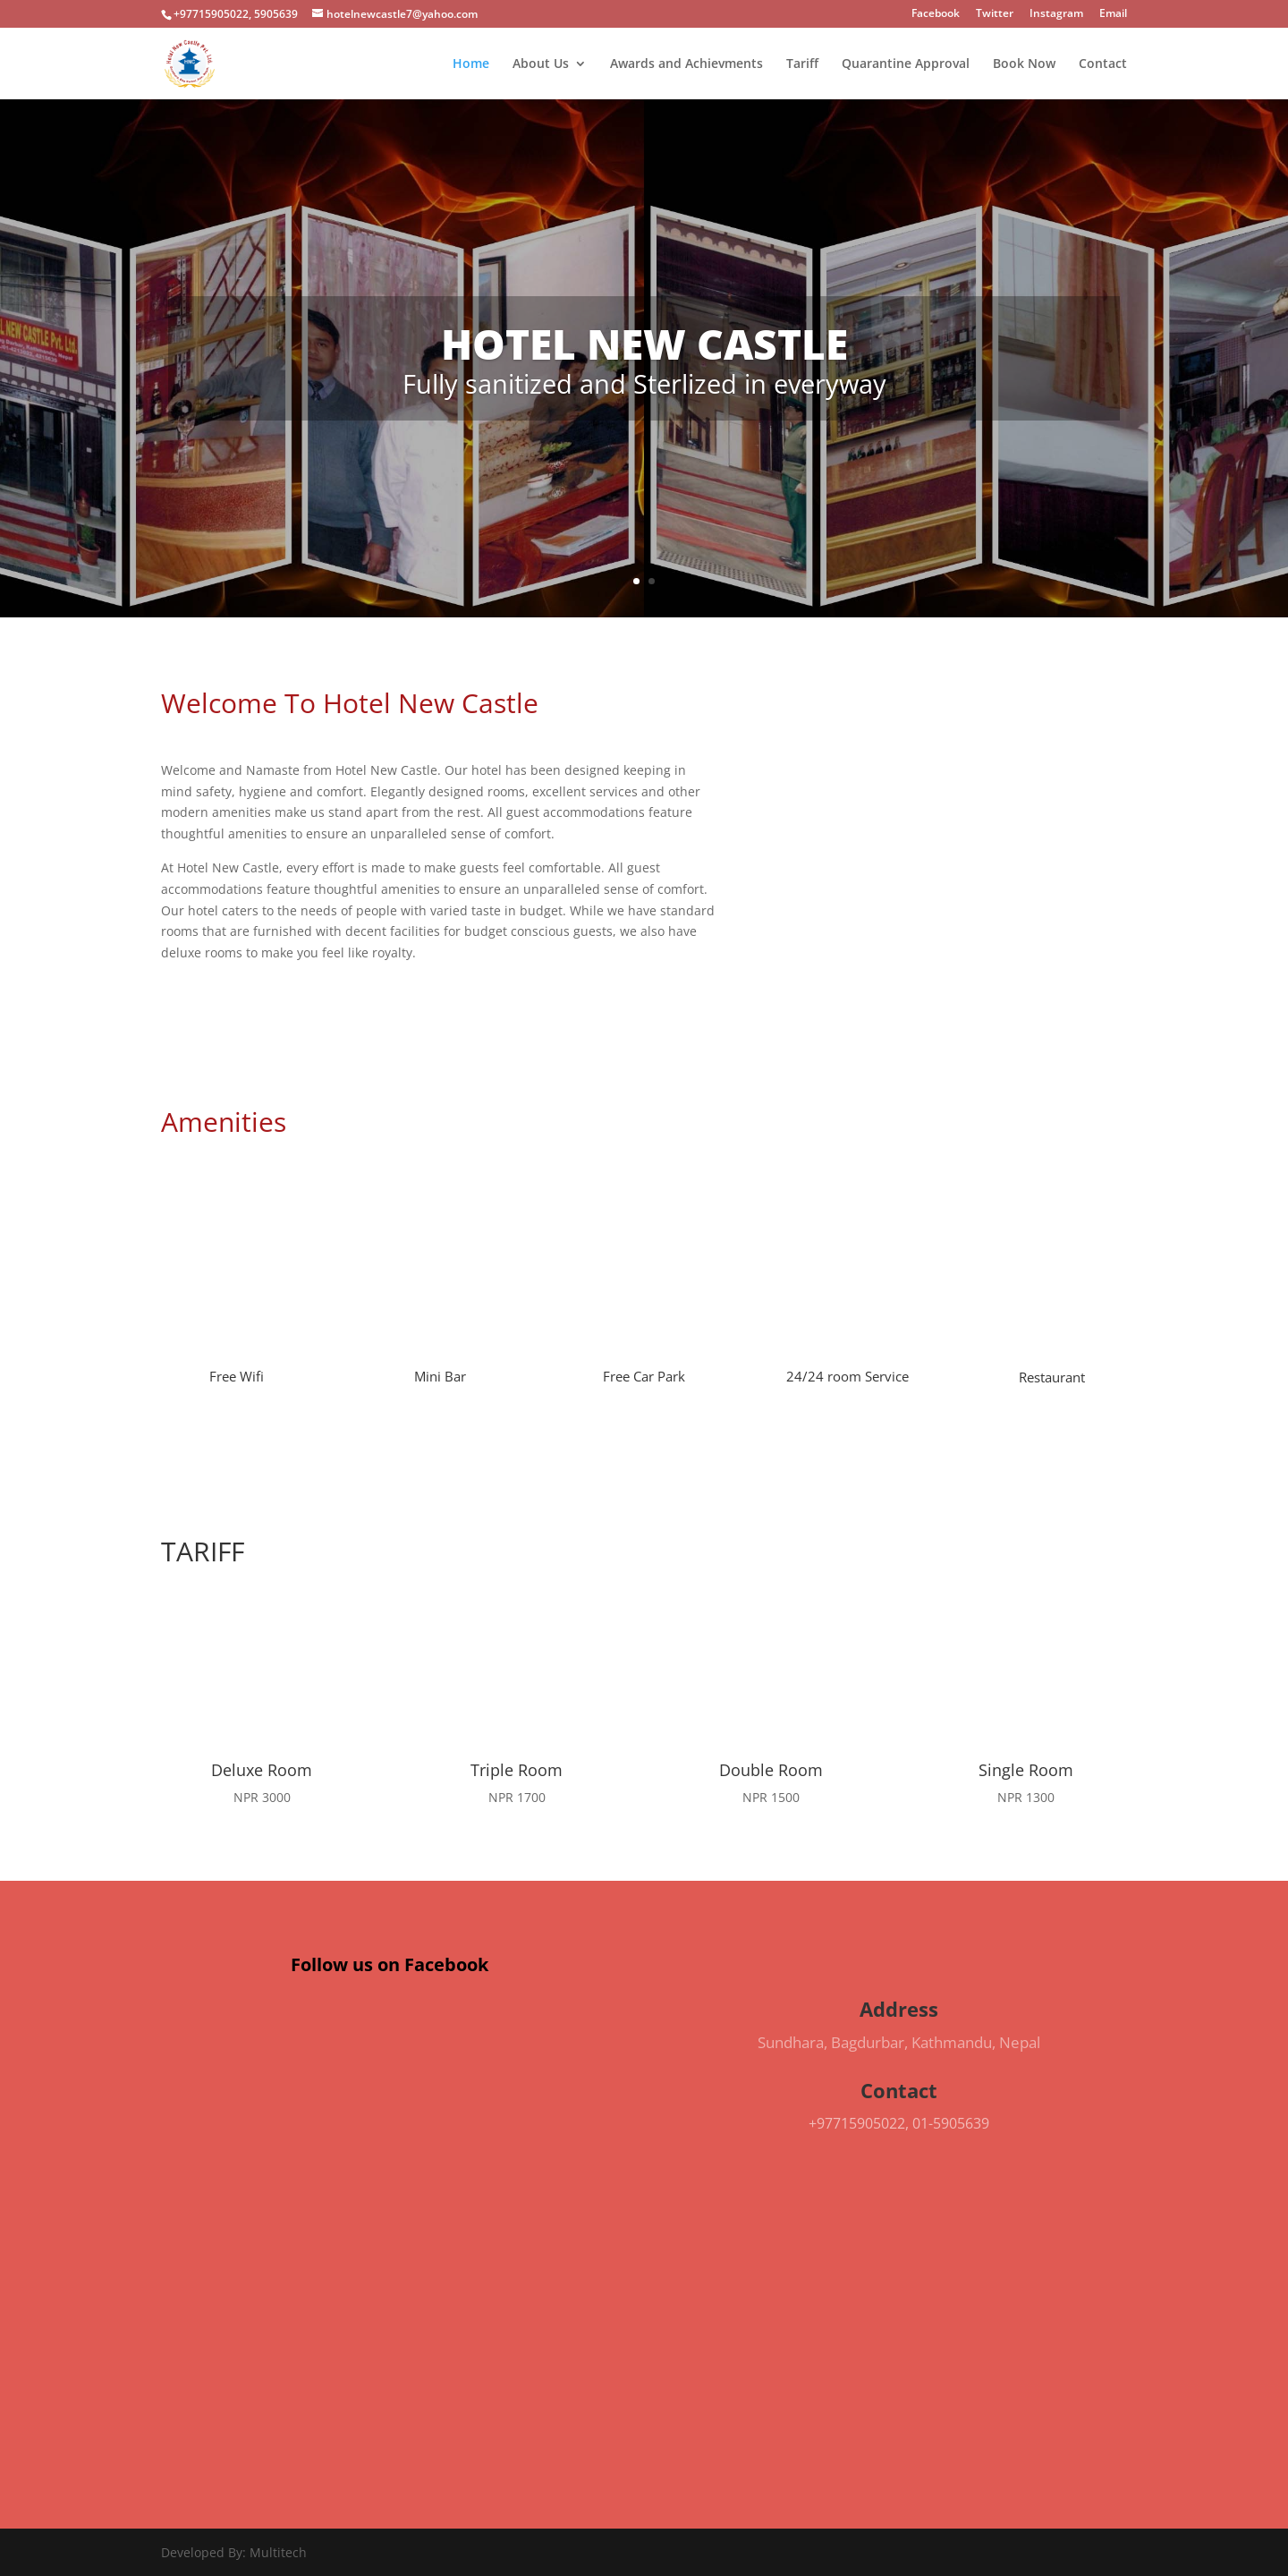 +97715905022, 5905639 hotelnewcastle7@yahoo.com Facebook Twitter Instagram Email
Hotel New Castle Pvt. Ltd.
Home About Us Awards and Achievments Tariff Quarantine Approval Book Now Contact
NEW CASTLE Pvt. Ltd.
HOTEL NEW CASTLE
Fully sanitized and Sterlized in everyway
Welcome To Hotel New Castle
Welcome and Namaste from Hotel New Castle. Our hotel has been designed keeping in
mind safety, hygiene and comfort. Elegantly designed rooms, excellent services and other
modern amenities make us stand apart from the rest. All guest accommodations feature
thoughtful amenities to ensure an unparalleled sense of comfort.
At Hotel New Castle, every effort is made to make guests feel comfortable. All guest
accommodations feature thoughtful amenities to ensure an unparalleled sense of comfort.
Our hotel caters to the needs of people with varied taste in budget. While we have standard
rooms that are furnished with decent facilities for budget conscious guests, we also have
deluxe rooms to make you feel like royalty.
Amenities
Free Wifi Mini Bar Free Car Park 24/24 room Service Restaurant
TARIFF
Deluxe Room Triple Room Double Room Single Room
NPR 3000 NPR 1700 NPR 1500 NPR 1300
Follow us on Facebook
Address
Sundhara, Bagdurbar, Kathmandu, Nepal
Contact
+97715905022, 01-5905639
Developed By: Multitech